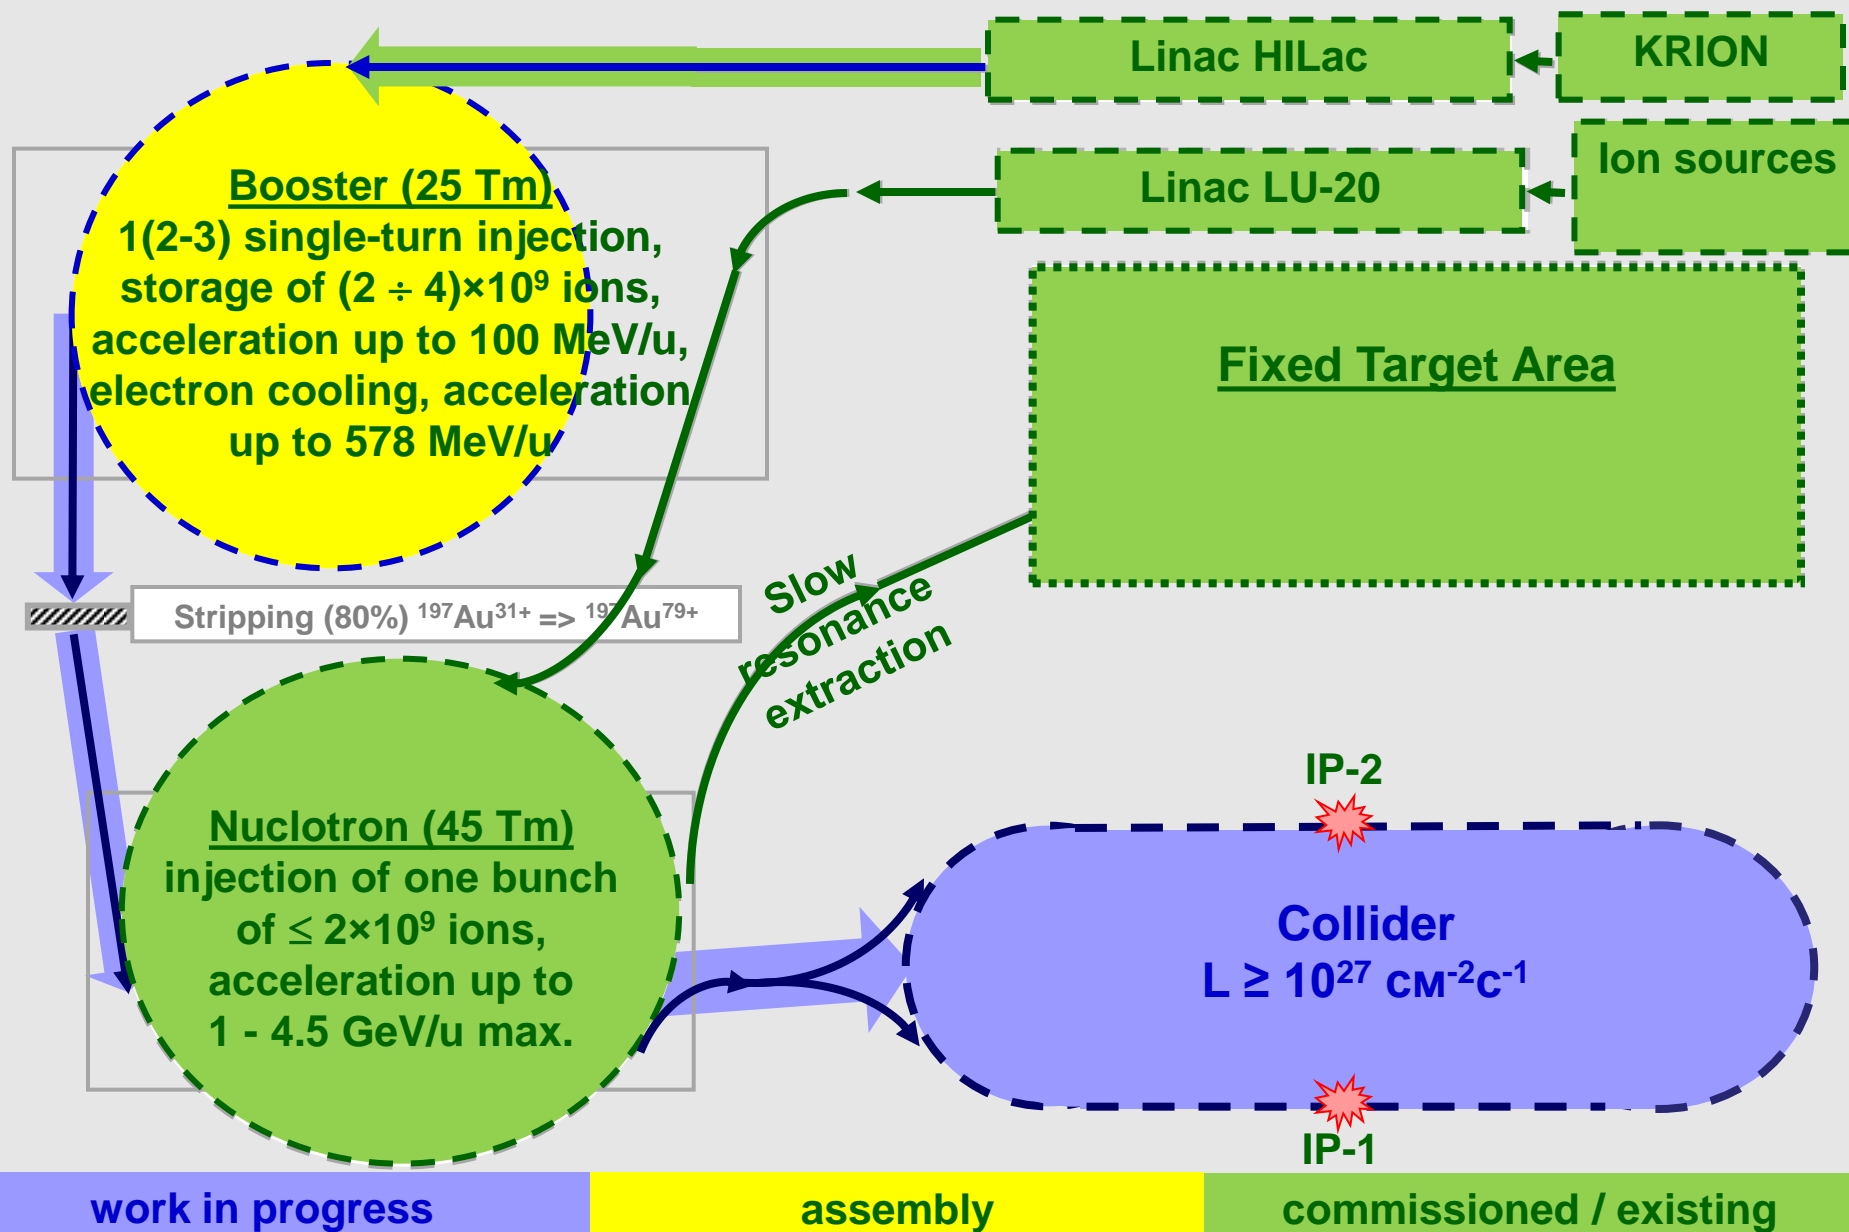 Linac HILac
KRION
Linac LU-20
Ion sources
Booster (25 Tm)
1(2-3) single-turn injection,
storage of (2 ÷ 4)×10⁹ ions,
acceleration up to 100 MeV/u,
electron cooling, acceleration
up to 578 MeV/u
Fixed Target Area
Stripping (80%) ¹⁹⁷Au³¹⁺ => ¹⁹⁷Au⁷⁹⁺
Slow
resonance
extraction
Nuclotron (45 Tm)
injection of one bunch
of ≤ 2×10⁹ ions,
acceleration up to
1 - 4.5 GeV/u max.
IP-2
Collider
L ≥ 10²⁷ см⁻²с⁻¹
IP-1
work in progress
assembly
commissioned / existing